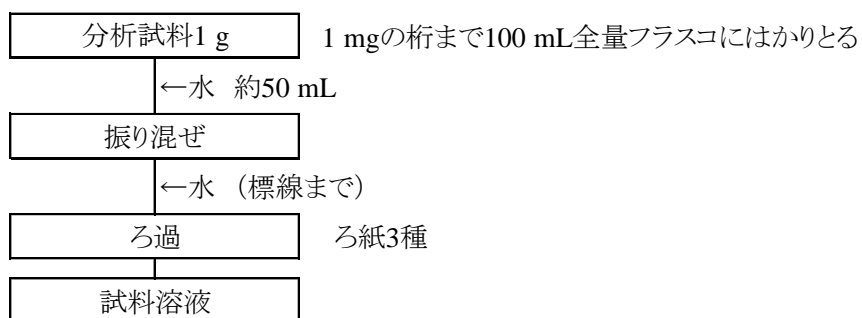 分析試料1 g　1 mgの桁まで100 mL全量フラスコにはかりとる
←水　約50 mL
振り混ぜ
←水　（標線まで）
ろ過　ろ紙3種
試料溶液